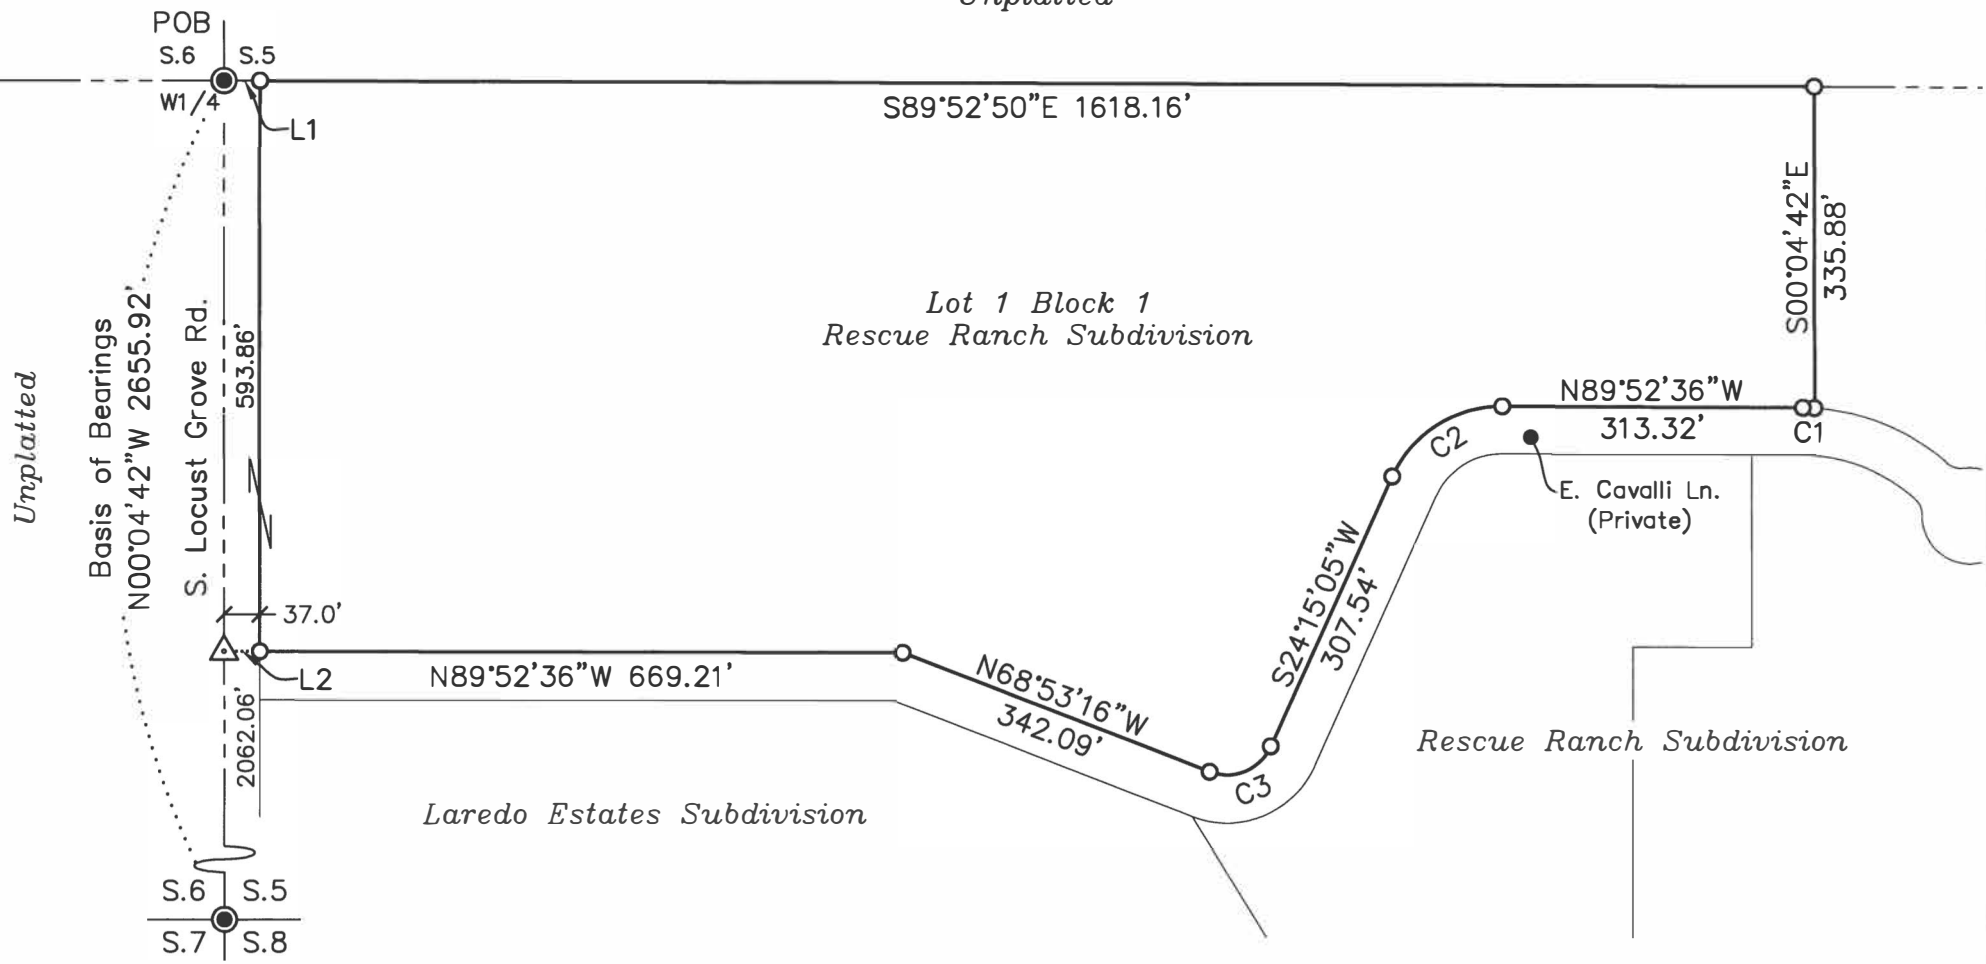 Unplatted
POB
S.6
S.5
W1/4
L1
S89°52'50"E 1618.16'
S00°04'42"E
335.88'
Lot 1 Block 1
Rescue Ranch Subdivision
Unplatted
Basis of Bearings
N00°04'42"W 2655.92'
S. Locust Grove Rd.
593.86'
N89°52'36"W
313.32'
C1
C2
E. Cavalli Ln.
(Private)
S24°15'05"W
307.54'
37.0'
L2
N89°52'36"W 669.21'
N68°53'16"W
342.09'
C3
2062.06'
Rescue Ranch Subdivision
Laredo Estates Subdivision
S.6
S.5
S.7
S.8